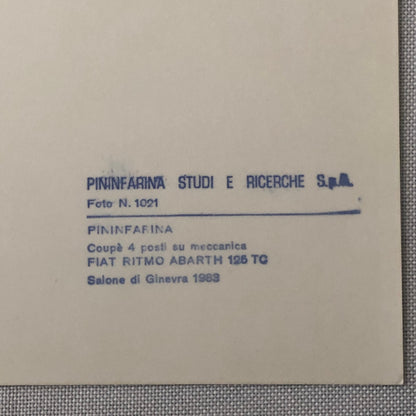 PININFARINA STUDI E RICERCHE S.p.A.
Foto N. 1021
PININFARINA
Coupè 4 posti su meccanica
FIAT RITMO ABARTH 125 TC
Salone di Ginevra 1983